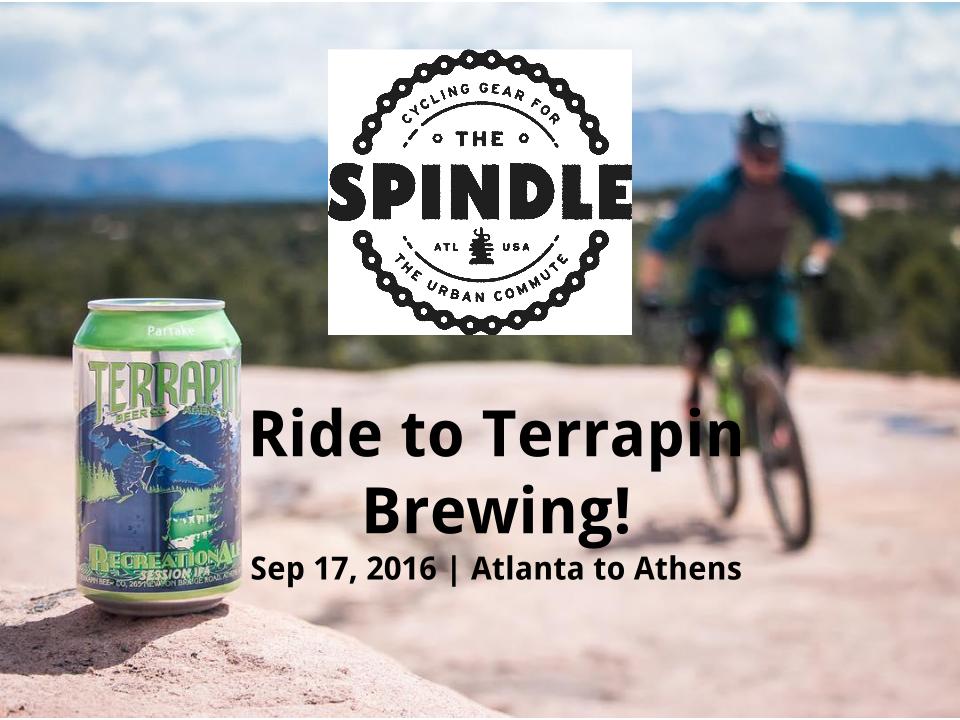 CYCLING GEAR FOR
THE
SPINDLE
ATL USA
THE URBAN COMMUTE
Partake
TERRAPIN
BEER CO. ATHENS
Ride to Terrapin
Brewing!
RECREATIONALE
SESSION IPA
Sep 17, 2016 | Atlanta to Athens